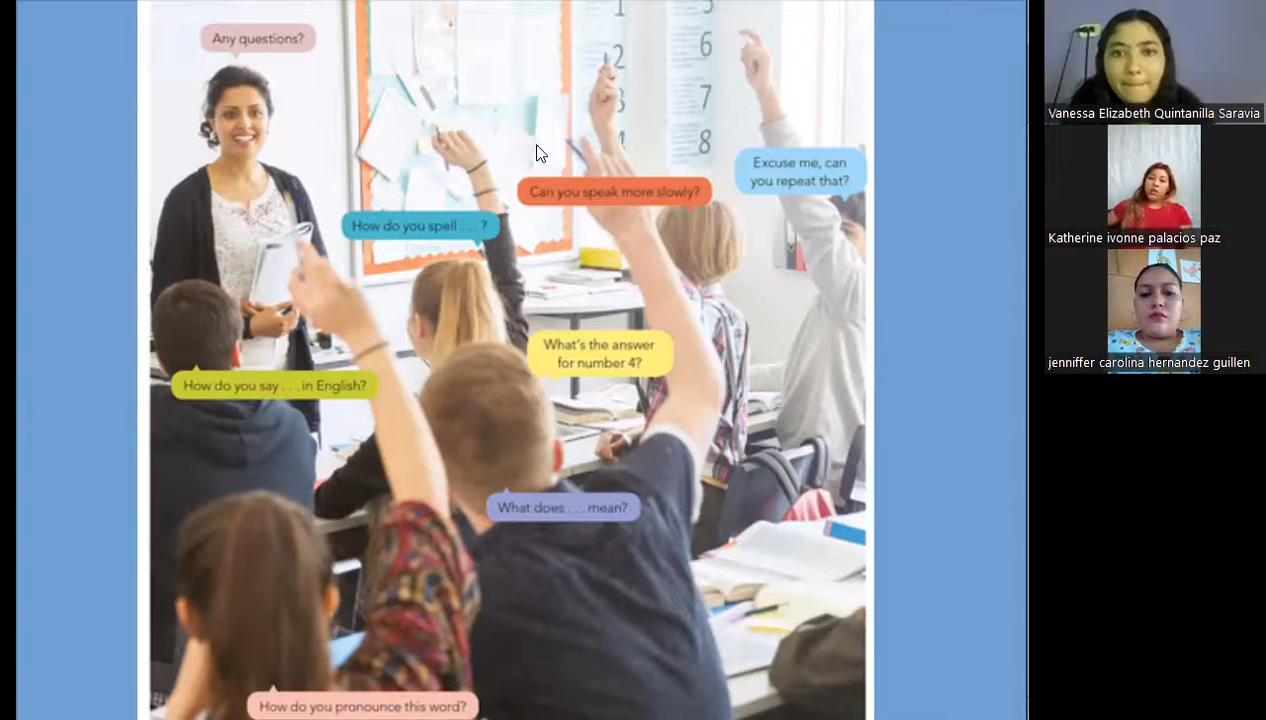 Any questions?
1
2
3
4
5
6
7
8
Excuse me, can
you repeat that?
Can you speak more slowly?
How do you spell . . . ?
What's the answer
for number 4?
How do you say . . . in English?
What does . . . mean?
How do you pronounce this word?
Vanessa Elizabeth Quintanilla Saravia
Katherine ivonne palacios paz
jenniffer carolina hernandez guillen